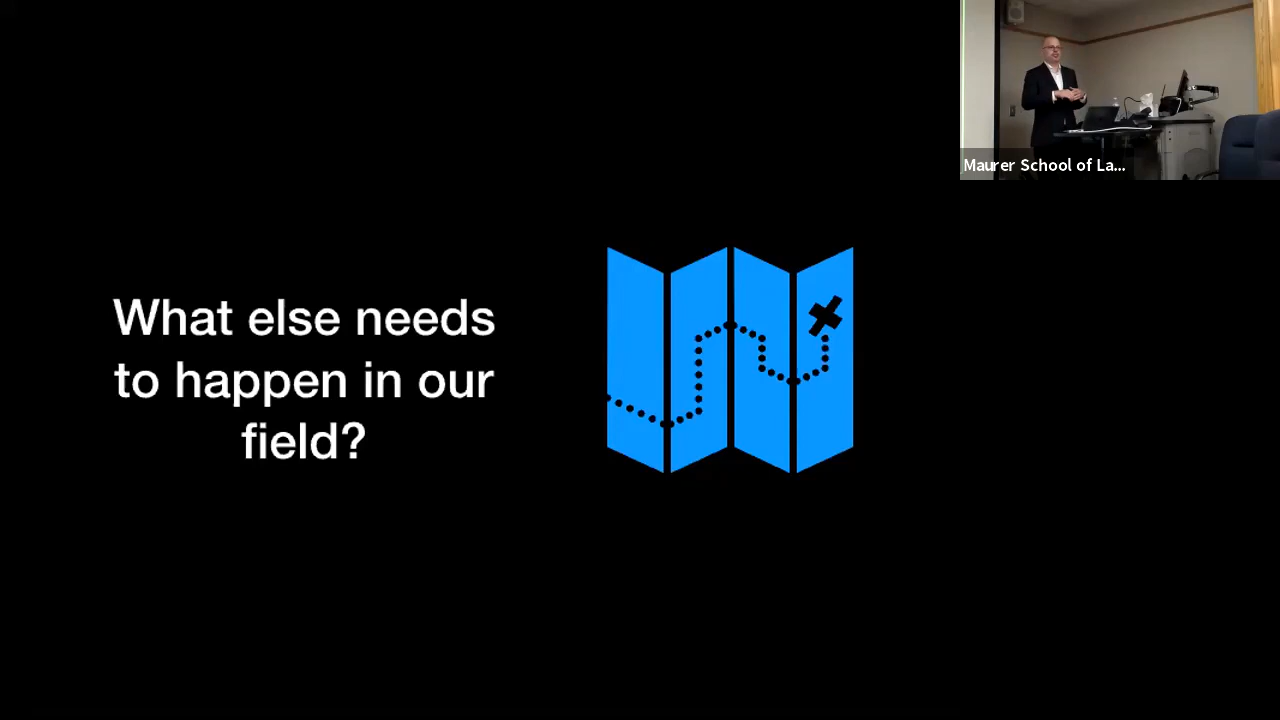 Maurer School of La...
What else needs
to happen in our
field?